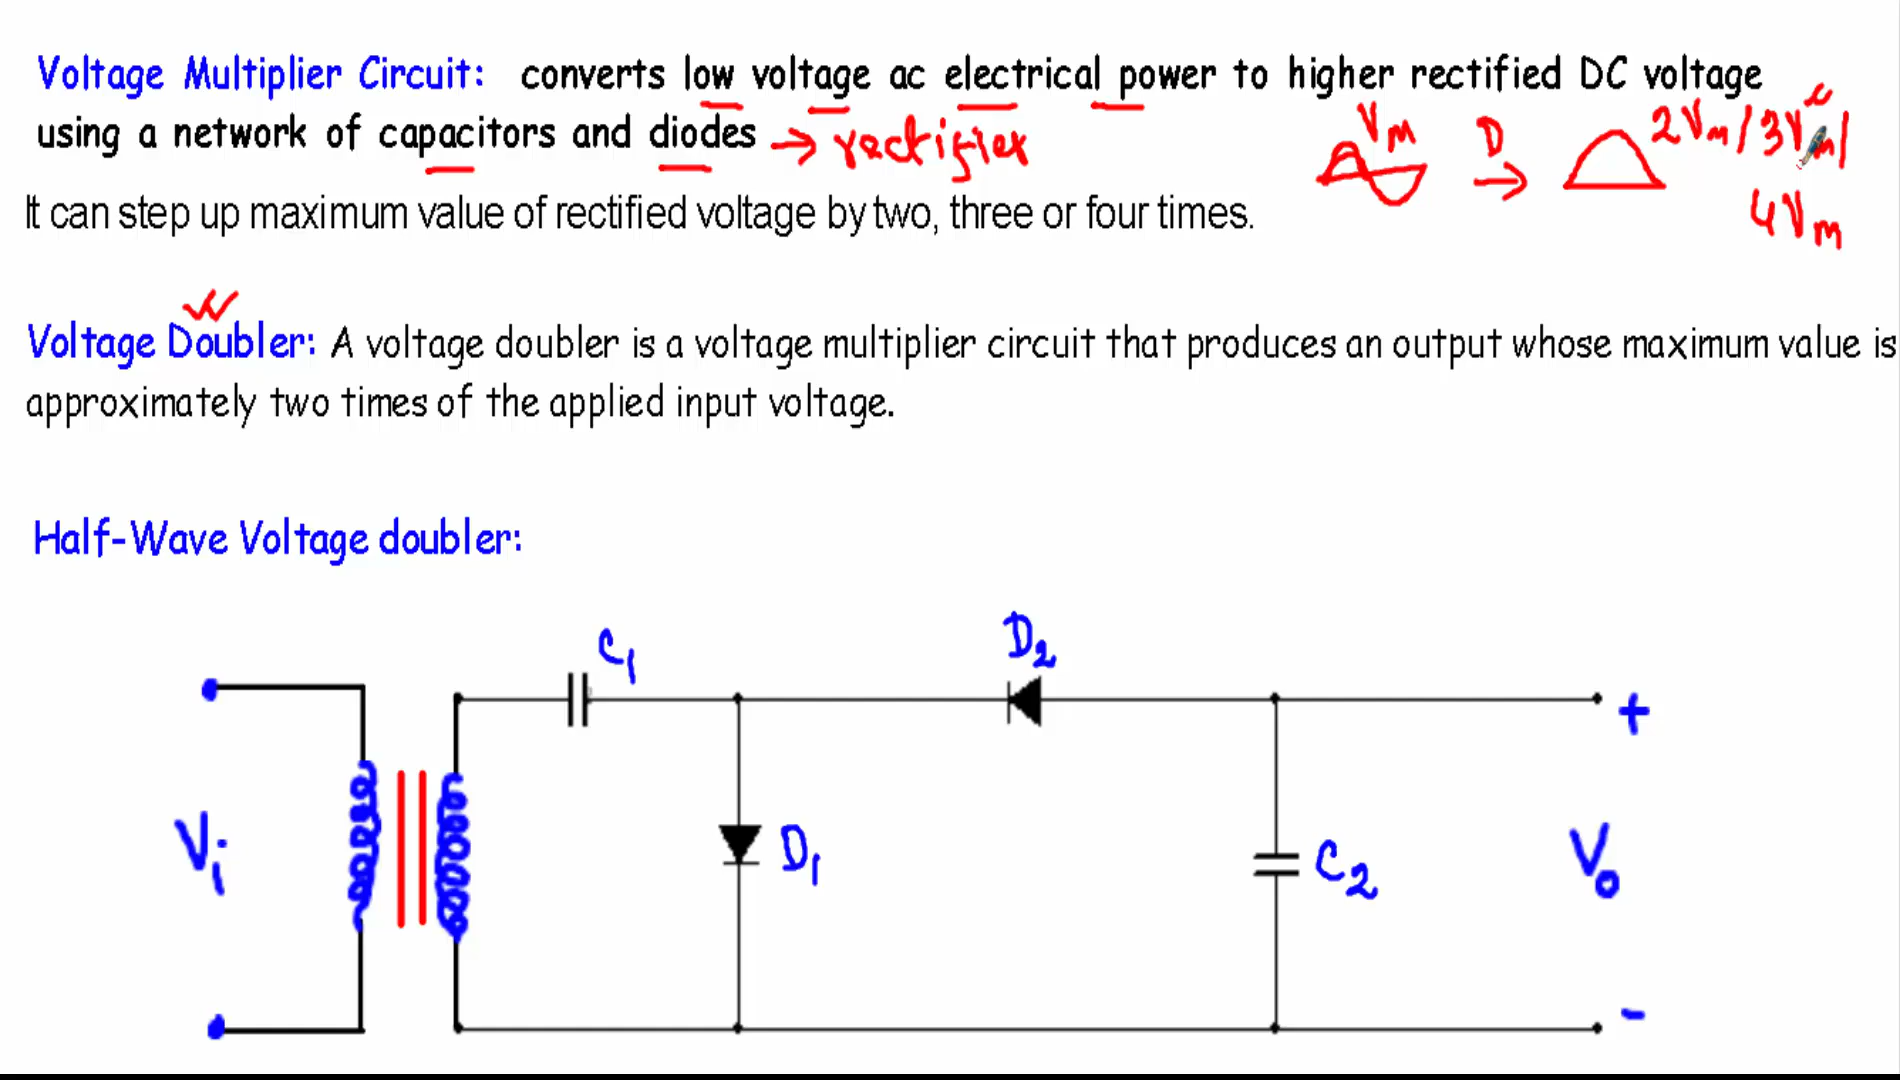 Voltage Multiplier Circuit: converts low voltage ac electrical power to higher rectified DC voltage
using a network of capacitors and diodes → rectifier
Vm D → 2Vm / 3Vm /
4Vm
It can step up maximum value of rectified voltage by two, three or four times.
Voltage Doubler: A voltage doubler is a voltage multiplier circuit that produces an output whose maximum value is
approximately two times of the applied input voltage.
Half-Wave Voltage doubler:
C1
D2
+
Vi
D1
C2
Vo
-